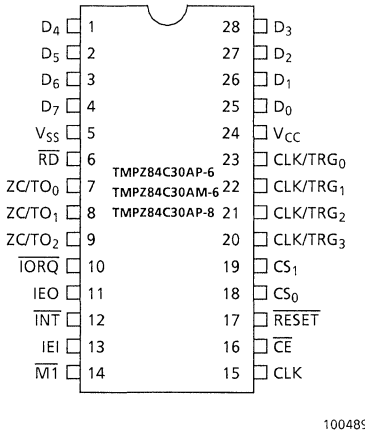 D4 1 28 D3
D5 2 27 D2
D6 3 26 D1
D7 4 25 D0
VSS 5 24 VCC
RD 6 23 CLK/TRG0
TMPZ84C30AP-6
ZC/TO0 7 22 CLK/TRG1
TMPZ84C30AM-6
ZC/TO1 8 21 CLK/TRG2
TMPZ84C30AP-8
ZC/TO2 9 20 CLK/TRG3
IORQ 10 19 CS1
IEO 11 18 CS0
INT 12 17 RESET
IEI 13 16 CE
M1 14 15 CLK
100489